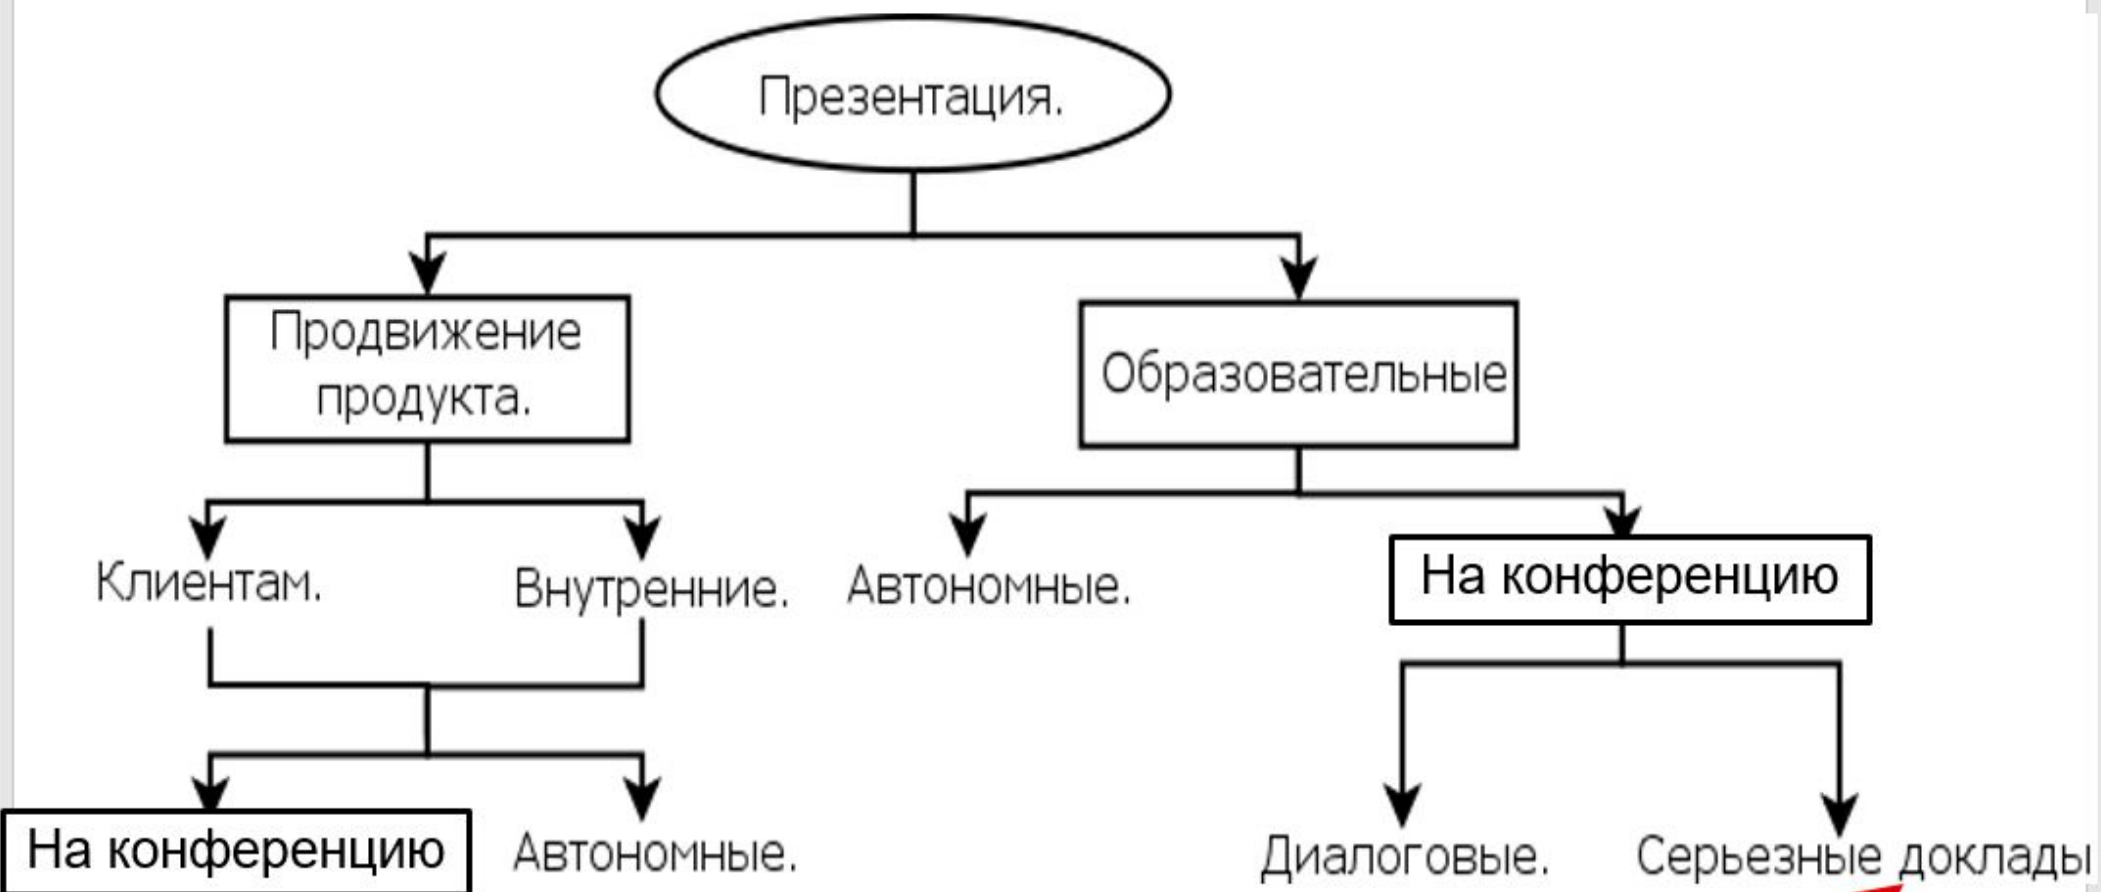 Презентация.
Продвижение
продукта.
Образовательные
Клиентам.
Внутренние.
Автономные.
На конференцию
На конференцию
Автономные.
Диалоговые.
Серьезные доклады